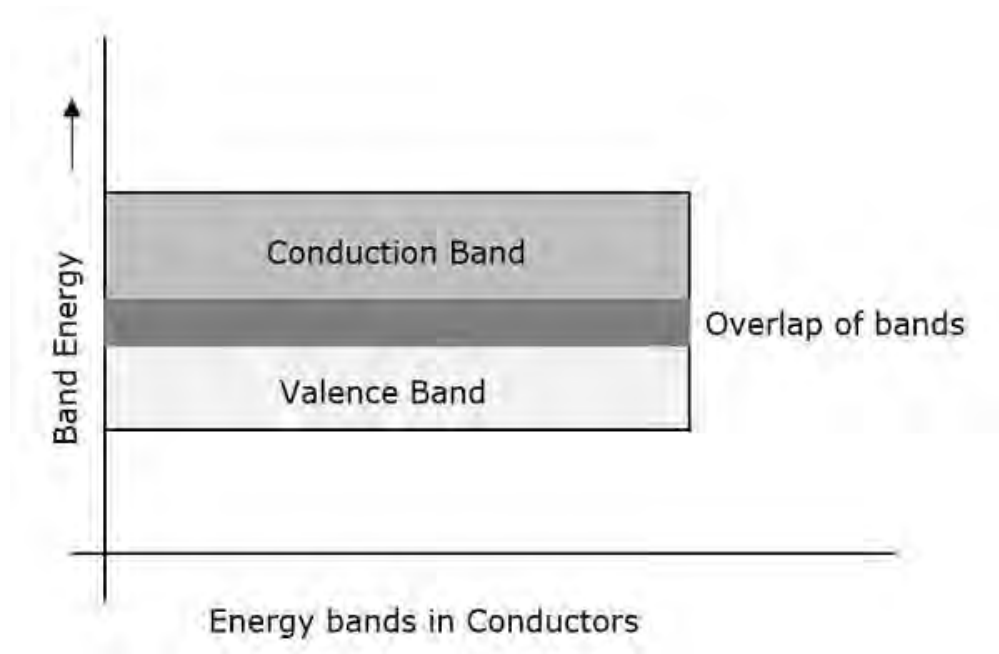 Band Energy
Conduction Band
Overlap of bands
Valence Band
Energy bands in Conductors